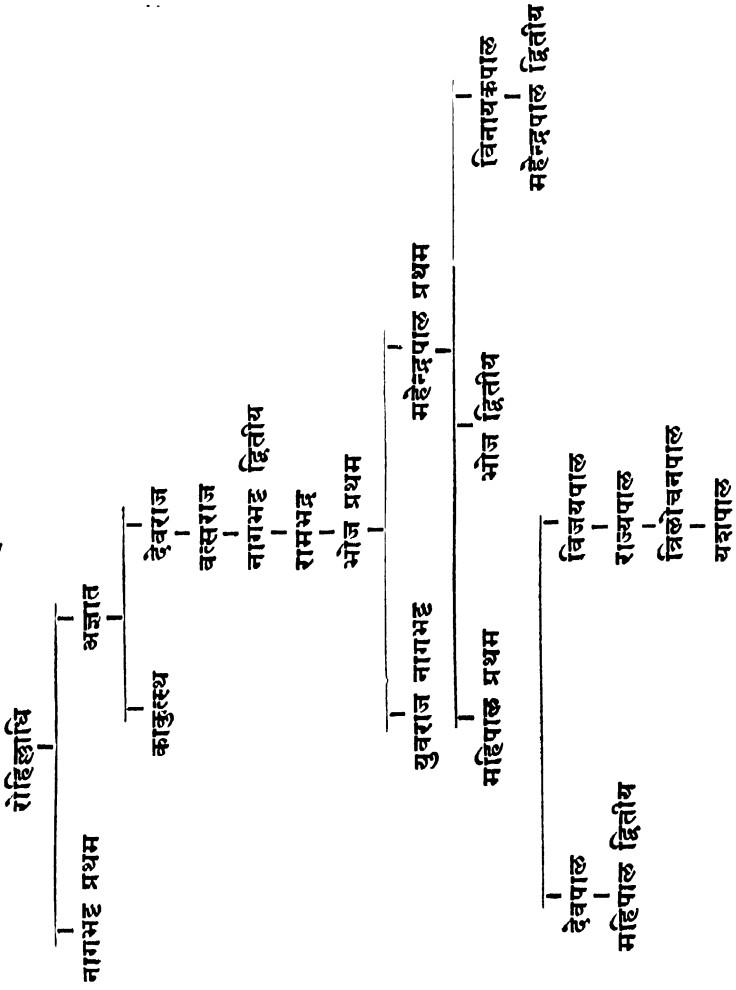 रोहिलाधि
नागभट्ट प्रथम
अज्ञात
काकुत्स्थ
देवराज
वत्सराज
नागभट्ट द्वितीय
रामभद्र
भोज प्रथम
युवराज नागभट्ट
महेन्द्रपाल प्रथम
महिपाल प्रथम
भोज द्वितीय
विनायकपाल
महेन्द्रपाल द्वितीय
देवपाल
विजयपाल
महिपाल द्वितीय
राज्यपाल
त्रिलोचनपाल
यशपाल